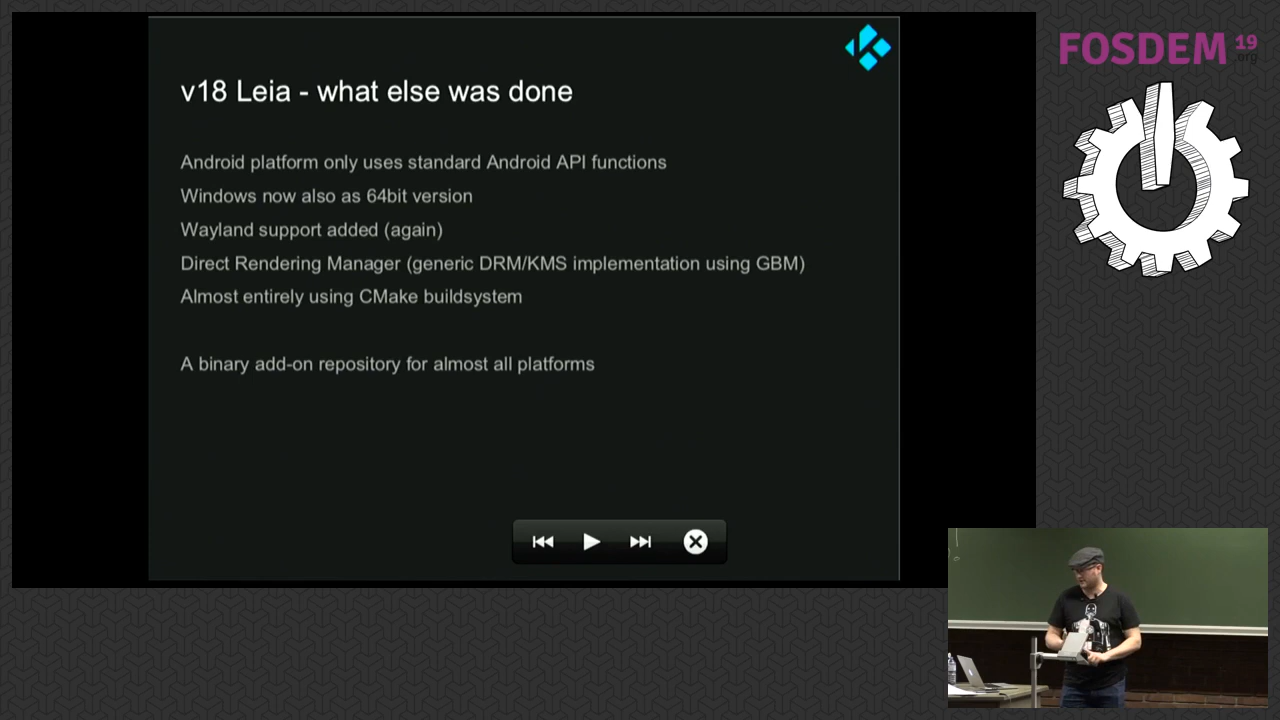 FOSDEM 19
.org
v18 Leia - what else was done
Android platform only uses standard Android API functions
Windows now also as 64bit version
Wayland support added (again)
Direct Rendering Manager (generic DRM/KMS implementation using GBM)
Almost entirely using CMake buildsystem
A binary add-on repository for almost all platforms